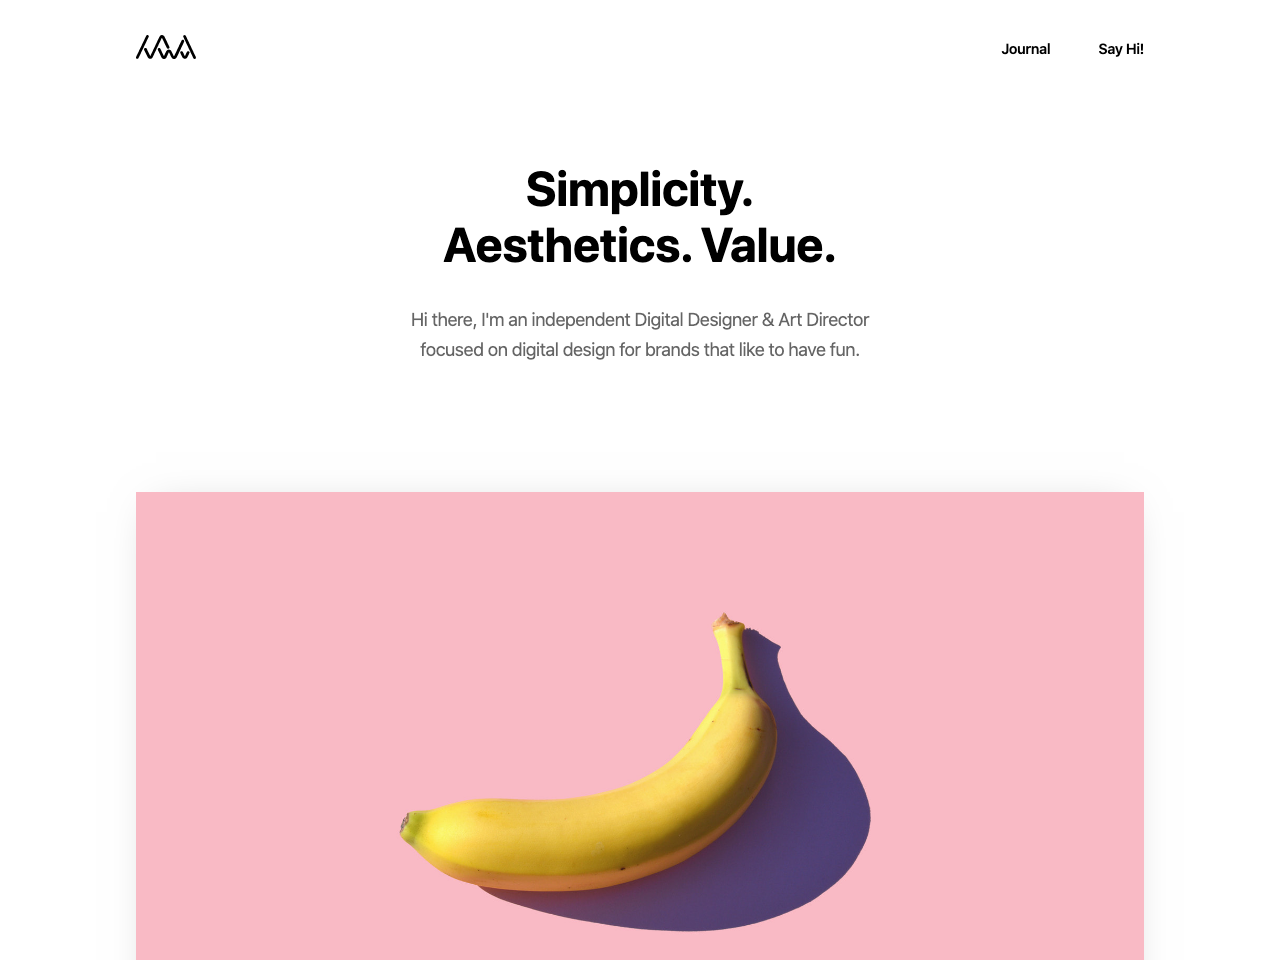 Journal
Say Hi!
Simplicity.
Aesthetics. Value.
Hi there, I'm an independent Digital Designer & Art Director
focused on digital design for brands that like to have fun.